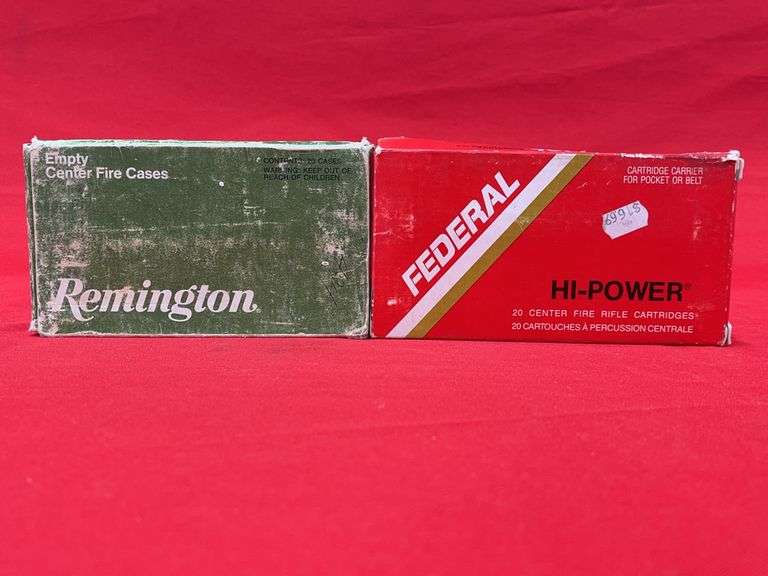 Empty
Center Fire Cases
CONTENTS: 20 CASES
WARNING: KEEP OUT OF
REACH OF CHILDREN.
Remington®
FEDERAL
CARTRIDGE CARRIER
FOR POCKET OR BELT
HI-POWER®
20 CENTER FIRE RIFLE CARTRIDGES
20 CARTOUCHES À PERCUSSION CENTRALE